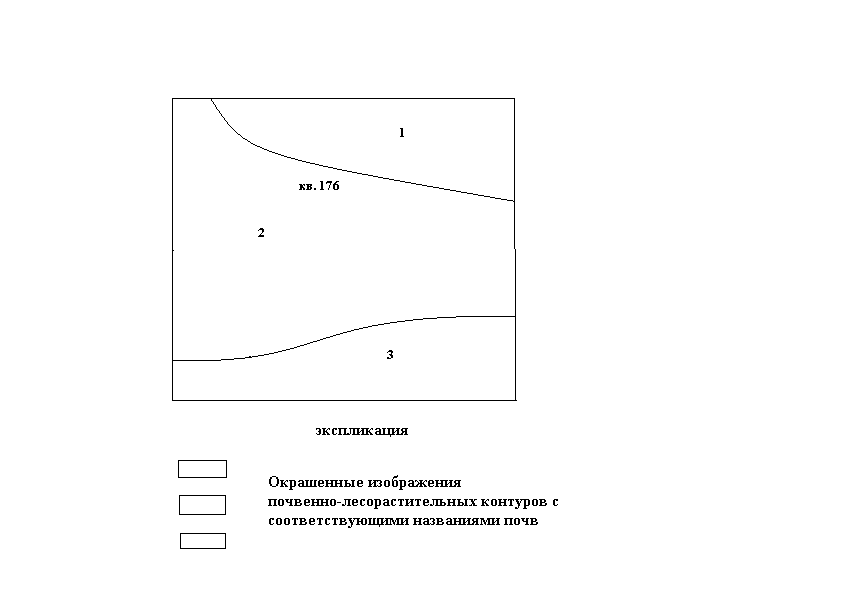 1
кв.176
2
3
экспликация
Окрашенные изображения
почвенно-лесорастительных контуров с
соответствующими названиями почв